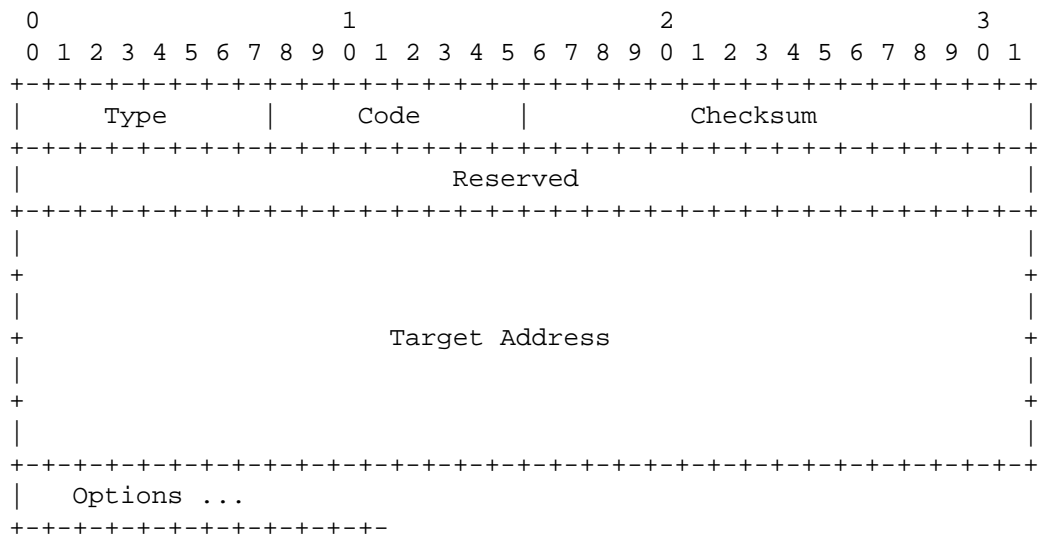 0                   1                   2                   3
 0 1 2 3 4 5 6 7 8 9 0 1 2 3 4 5 6 7 8 9 0 1 2 3 4 5 6 7 8 9 0 1
+-+-+-+-+-+-+-+-+-+-+-+-+-+-+-+-+-+-+-+-+-+-+-+-+-+-+-+-+-+-+-+-+
|     Type      |     Code      |          Checksum             |
+-+-+-+-+-+-+-+-+-+-+-+-+-+-+-+-+-+-+-+-+-+-+-+-+-+-+-+-+-+-+-+-+
|                           Reserved                            |
+-+-+-+-+-+-+-+-+-+-+-+-+-+-+-+-+-+-+-+-+-+-+-+-+-+-+-+-+-+-+-+-+
|                                                               |
+                                                               +
|                                                               |
+                       Target Address                          +
|                                                               |
+                                                               +
|                                                               |
+-+-+-+-+-+-+-+-+-+-+-+-+-+-+-+-+-+-+-+-+-+-+-+-+-+-+-+-+-+-+-+-+
|   Options ...
+-+-+-+-+-+-+-+-+-+-+-+-